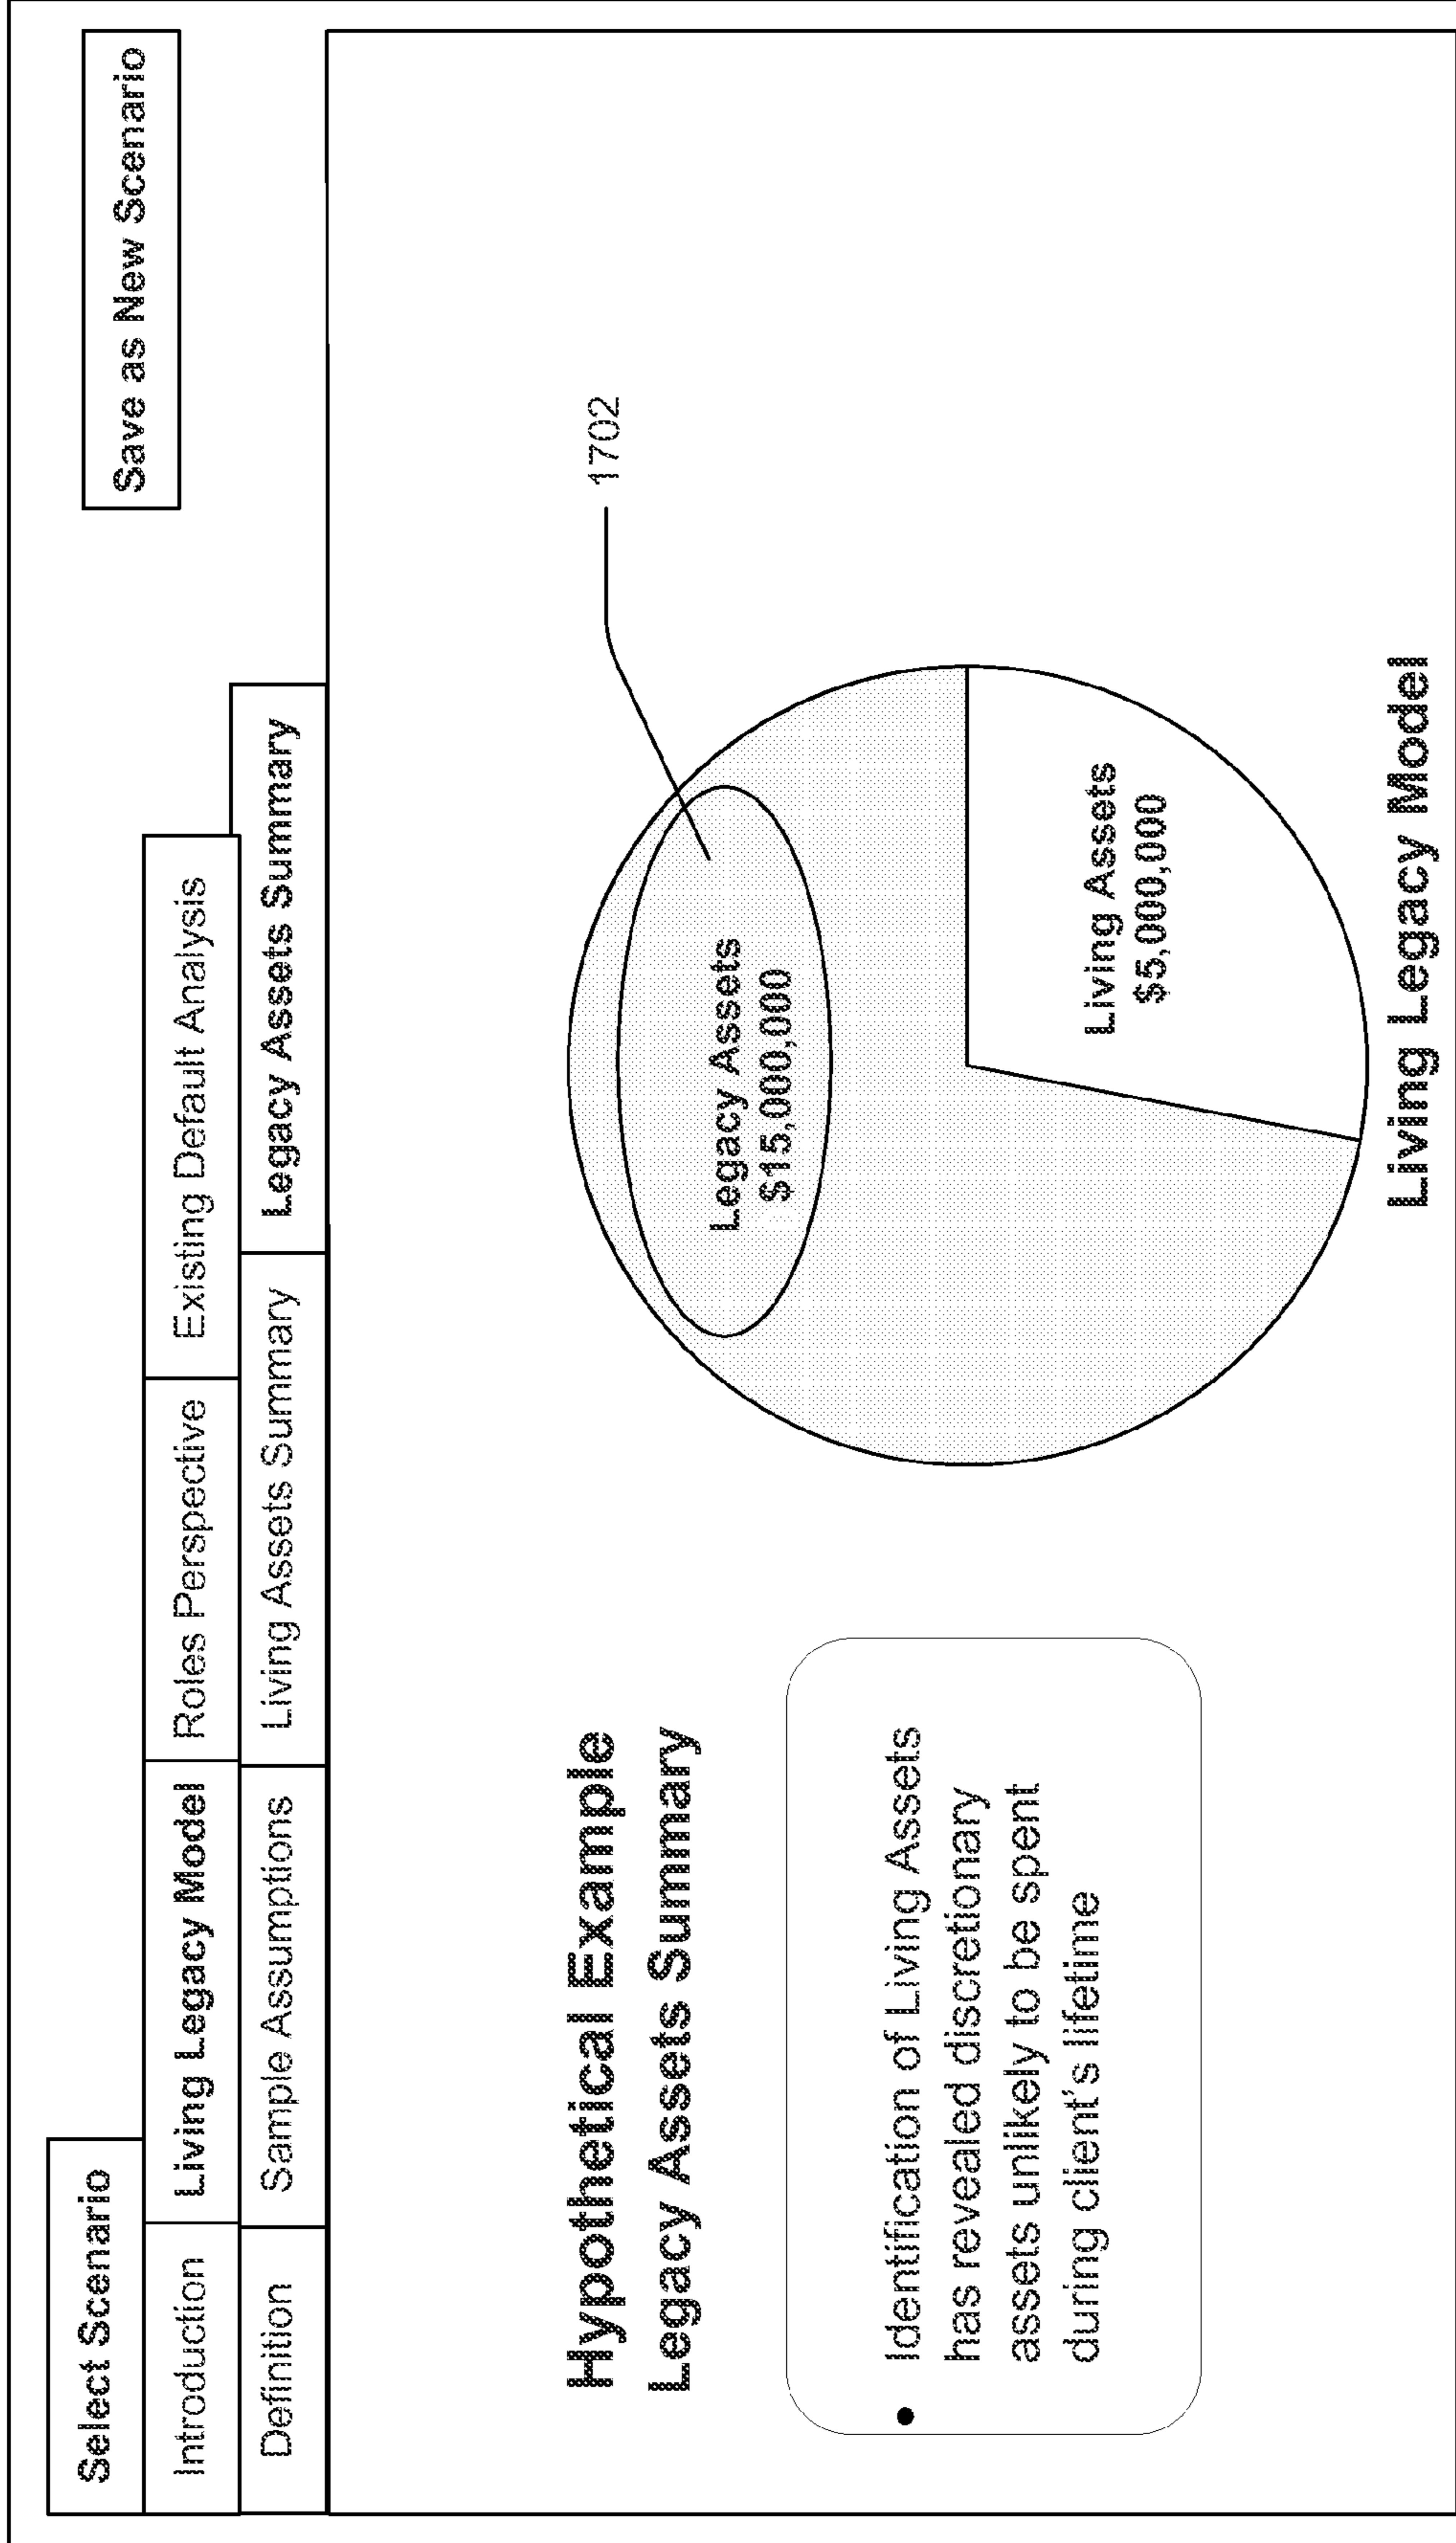 Select Scenario
Save as New Scenario
Introduction
Living Legacy Model
Roles Perspective
Existing Default Analysis
Definition
Sample Assumptions
Living Assets Summary
Legacy Assets Summary
Hypothetical Example
Legacy Assets Summary
• Identification of Living Assets
has revealed discretionary
assets unlikely to be spent
during client's lifetime
1702
Legacy Assets
$15,000,000
Living Assets
$5,000,000
Living Legacy Model